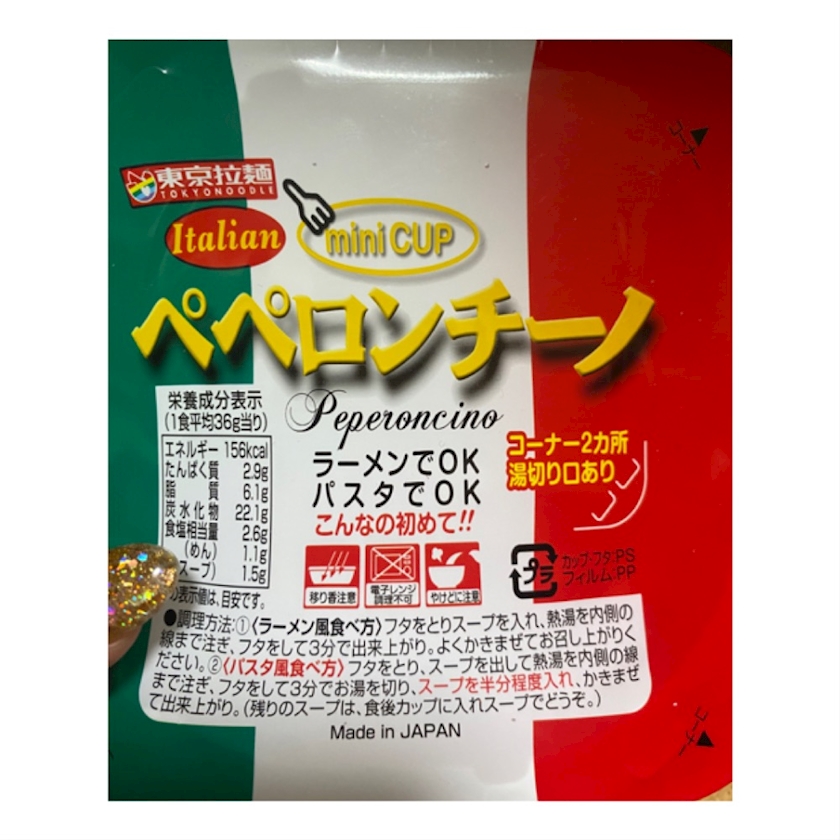 コーナー▲
東京拉麺
TOKYONOODLE
Italian
mini CUP
ペペロンチーノ
Peperoncino
栄養成分表示
(1食平均36g当り)
エネルギー 156kcal
たんぱく質 2.9g
脂質 6.1g
炭水化物 22.1g
食塩相当量 2.6g
(めん) 1.1g
スープ) 1.5g
の表示値は、目安です。
ラーメンでOK
パスタでOK
こんなの初めて!!
コーナー2カ所
湯切り口あり
移り香注意
電子レンジ
調理不可
やけどに注意
プラ
カップ・フタ:PS
フィルム:PP
●調理方法:①〈ラーメン風食べ方〉フタをとりスープを入れ、熱湯を内側の
線まで注ぎ、フタをして3分で出来上がり。よくかきまぜてお召し上がりく
ださい。②〈パスタ風食べ方〉フタをとり、スープを出して熱湯を内側の線
まで注ぎ、フタをして3分でお湯を切り、スープを半分程度入れ、かきまぜ
て出来上がり。(残りのスープは、食後カップに入れスープでどうぞ。)
Made in JAPAN
コーナー▲